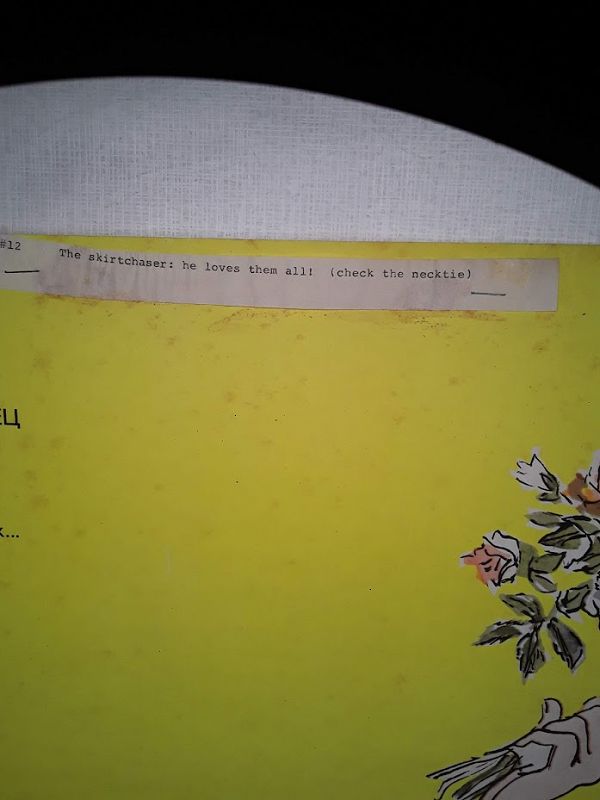 #12 The skirtchaser: he loves them all! (check the necktie)
ЕЦ
к...